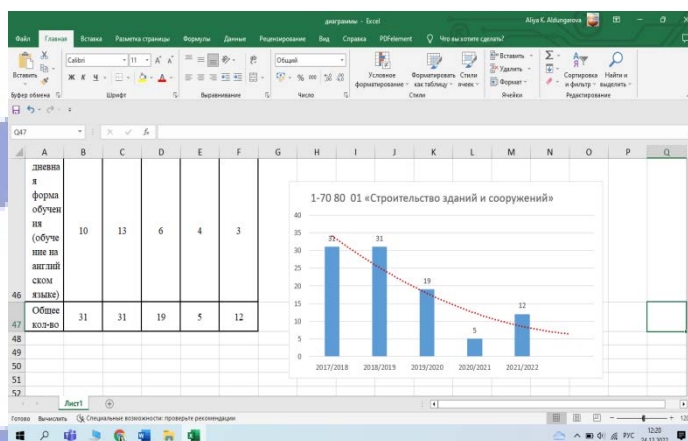 диаграммы - Excel
Aliya K. Aldungarova
Файл Главная Вставка Разметка страницы Формулы Данные Рецензирование Вид Справка PDFelement Что вы хотите сделать?
Вставить
Calibri 11
Общий
Условное форматирование
Форматировать как таблицу
Стили ячеек
Вставить
Удалить
Формат
Сортировка и фильтр
Найти и выделить
Буфер обмена Шрифт Выравнивание Число Стили Ячейки Редактирование
Q47
A B C D E F G H I J K L M N O P Q
дневна
я
форма
обучен
ия
(обуче
ние на
англий
ском
языке)
10 13 6 4 3
46
Общее
кол-во
31 31 19 5 12
47
48
49
50
51
52
1-70 80 01 «Строительство зданий и сооружений»
40
35
30
25
20
15
10
5
0
31 31 19 5 12
2017/2018 2018/2019 2019/2020 2020/2021 2021/2022
Лист1
Готово Вычислить Специальные возможности: проверьте рекомендации
РУС
12:20
24.12.2022